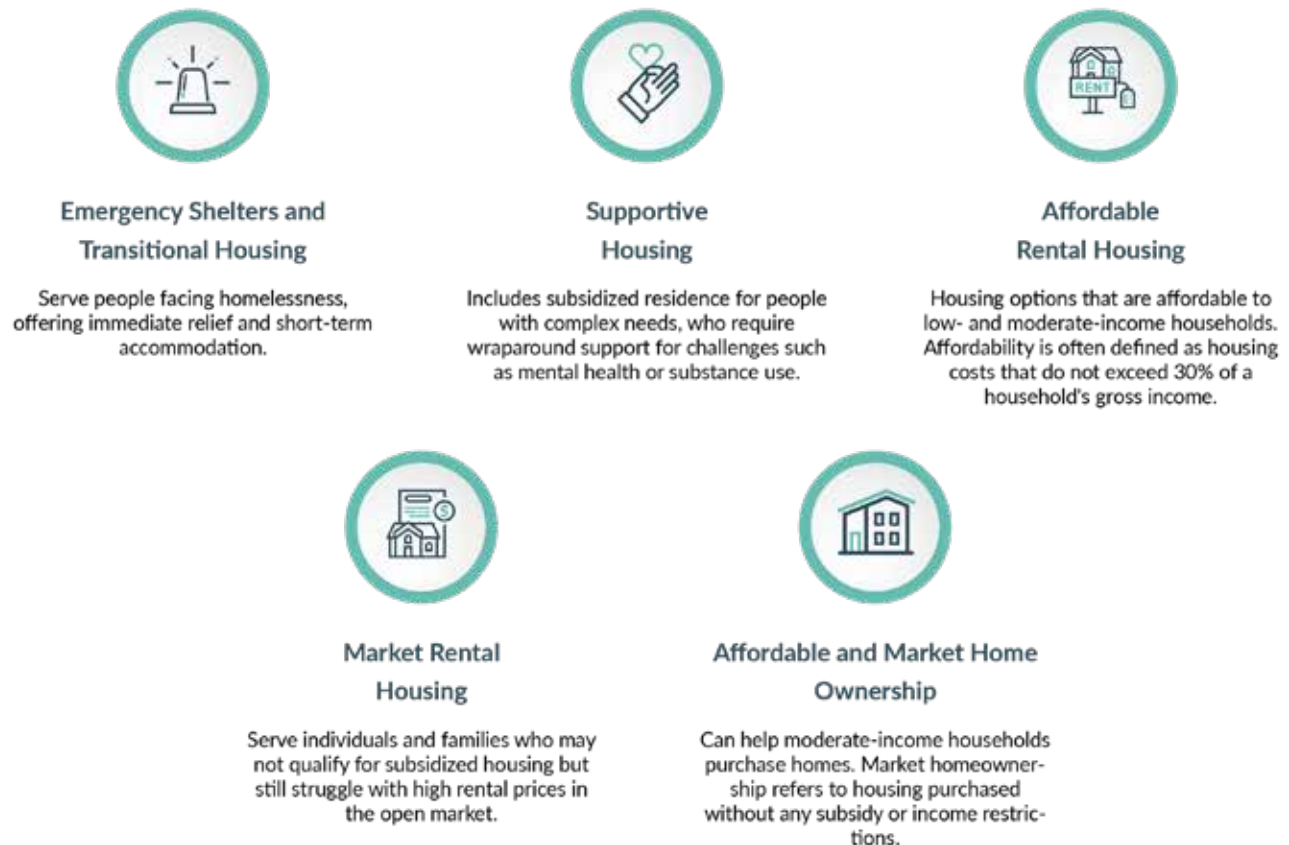 RENT
Emergency Shelters and
Transitional Housing
Serve people facing homelessness,
offering immediate relief and short-term
accommodation.
Supportive
Housing
Includes subsidized residence for people
with complex needs, who require
wraparound support for challenges such
as mental health or substance use.
Affordable
Rental Housing
Housing options that are affordable to
low- and moderate-income households.
Affordability is often defined as housing
costs that do not exceed 30% of a
household's gross income.
$
Market Rental
Housing
Serve individuals and families who may
not qualify for subsidized housing but
still struggle with high rental prices in
the open market.
Affordable and Market Home
Ownership
Can help moderate-income households
purchase homes. Market homeowner-
ship refers to housing purchased
without any subsidy or income restric-
tions.